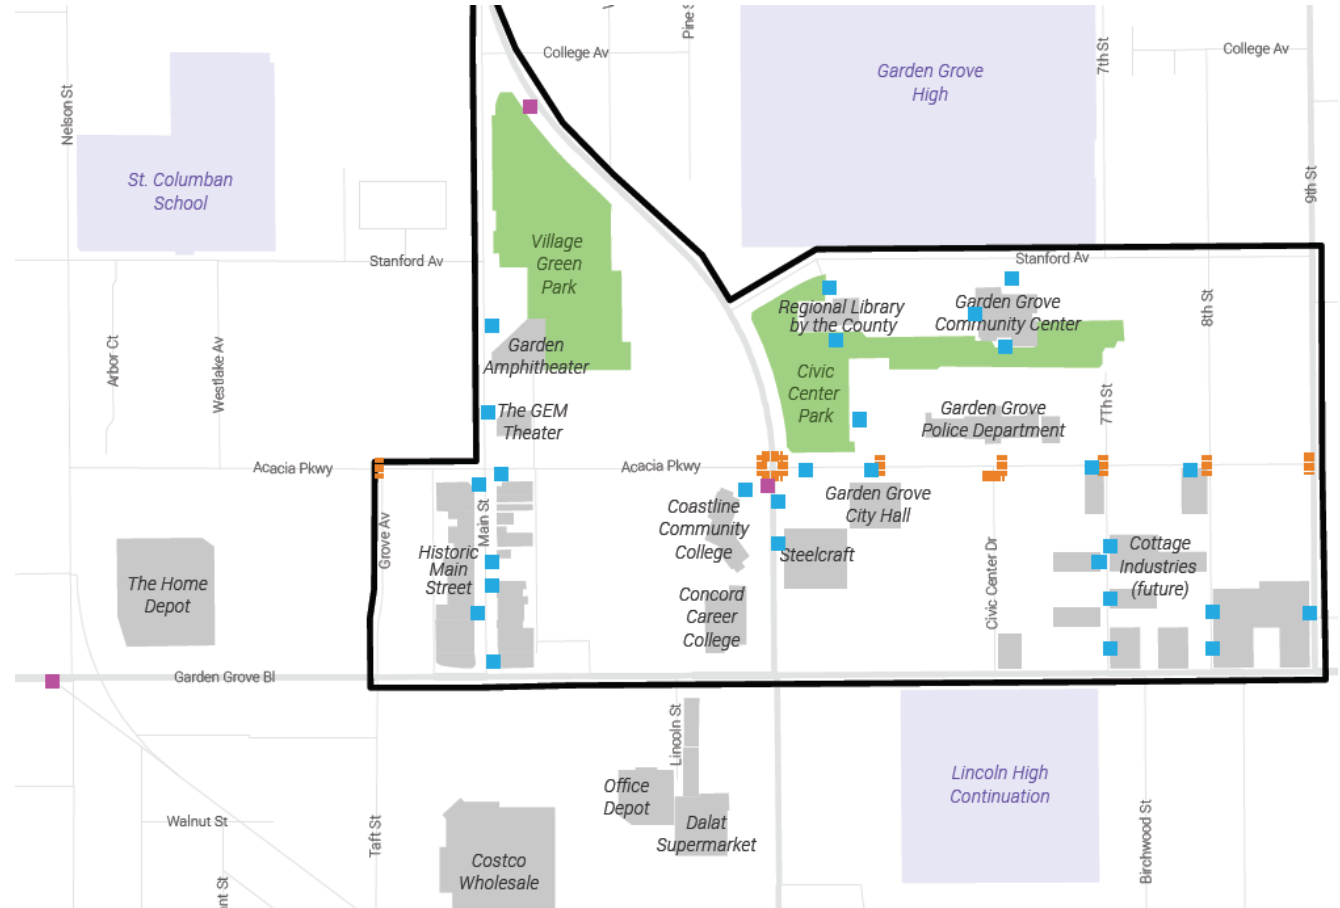 College Av
Pine S
7th St
College Av
Garden Grove
High
Nelson St
St. Columban
School
9th St
Village
Green
Park
Stanford Av
Stanford Av
Regional Library
by the County
Garden Grove
Community Center
8th St
Arbor Ct
Westlake Av
Garden
Amphitheater
Civic
Center
Park
The GEM
Theater
Garden Grove
Police Department
7Th St
Acacia Pkwy
Acacia Pkwy
Garden Grove
City Hall
Coastline
Community
College
Grove Av
Main St
Historic
Main
Street
Steelcraft
Civic Center Dr
Cottage
Industries
(future)
The Home
Depot
Concord
Career
College
Garden Grove Bl
Lincoln St
Lincoln High
Continuation
Office
Depot
Dalat
Supermarket
Walnut St
Taft St
Birchwood St
Costco
Wholesale
nt St